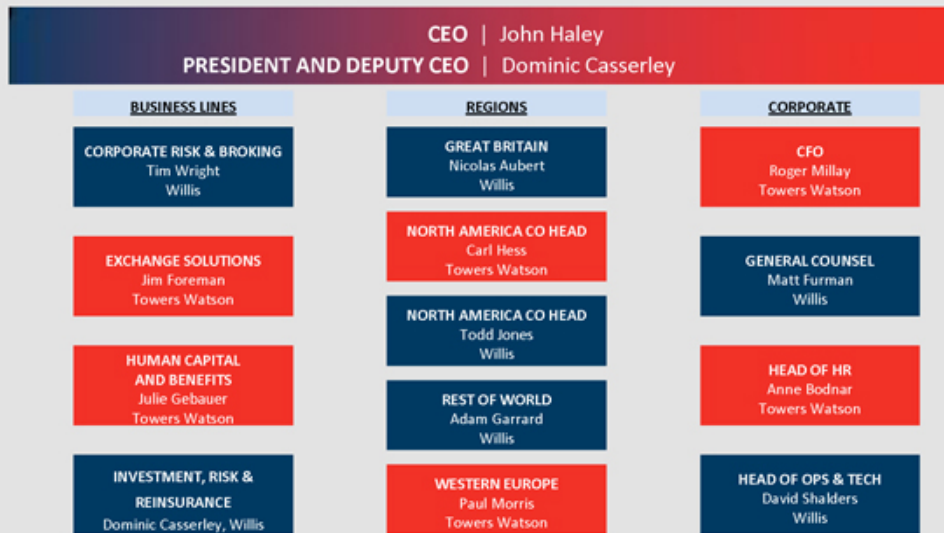 CEO | John Haley
PRESIDENT AND DEPUTY CEO | Dominic Casserley
BUSINESS LINES
CORPORATE RISK & BROKING
Tim Wright
Willis
EXCHANGE SOLUTIONS
Jim Foreman
Towers Watson
HUMAN CAPITAL
AND BENEFITS
Julie Gebauer
Towers Watson
INVESTMENT, RISK &
REINSURANCE
Dominic Casserley, Willis
REGIONS
GREAT BRITAIN
Nicolas Aubert
Willis
NORTH AMERICA CO HEAD
Carl Hess
Towers Watson
NORTH AMERICA CO HEAD
Todd Jones
Willis
REST OF WORLD
Adam Garrard
Willis
WESTERN EUROPE
Paul Morris
Towers Watson
CORPORATE
CFO
Roger Millay
Towers Watson
GENERAL COUNSEL
Matt Furman
Willis
HEAD OF HR
Anne Bodnar
Towers Watson
HEAD OF OPS & TECH
David Shalders
Willis